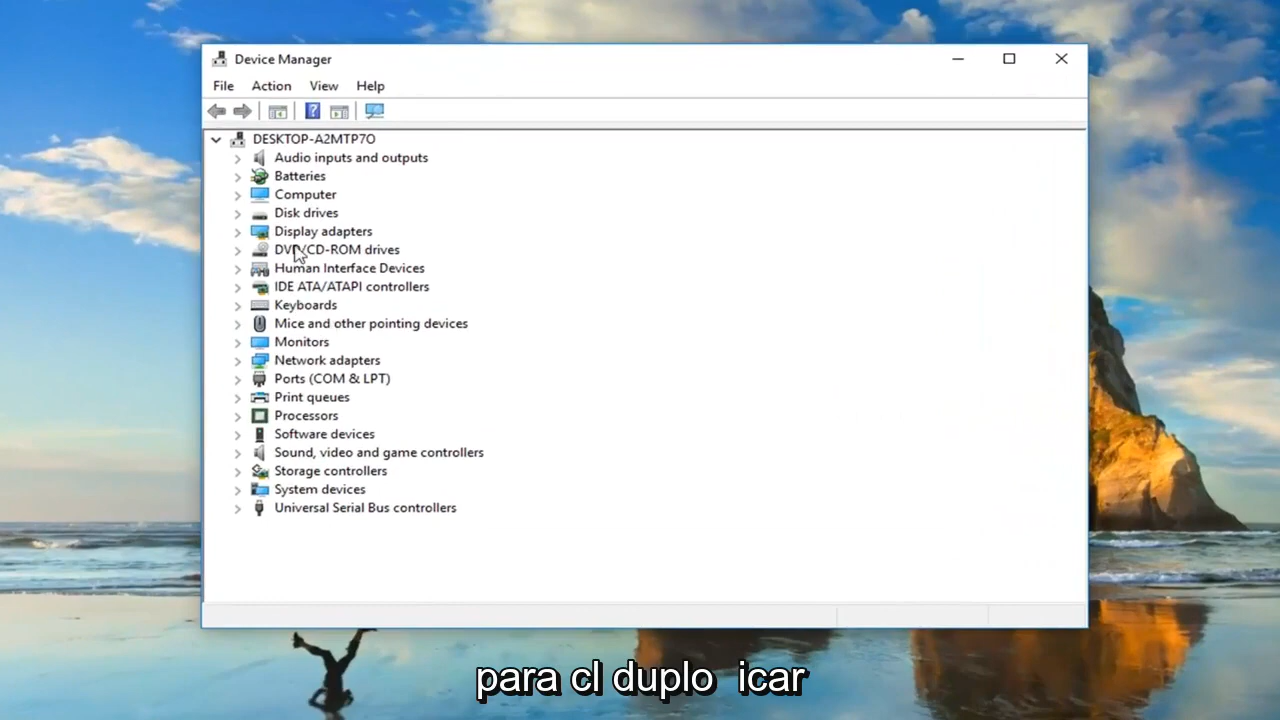 Device Manager
File Action View Help
DESKTOP-A2MTP7O
Audio inputs and outputs
Batteries
Computer
Disk drives
Display adapters
DVD/CD-ROM drives
Human Interface Devices
IDE ATA/ATAPI controllers
Keyboards
Mice and other pointing devices
Monitors
Network adapters
Ports (COM & LPT)
Print queues
Processors
Software devices
Sound, video and game controllers
Storage controllers
System devices
Universal Serial Bus controllers
para cl duplo icar